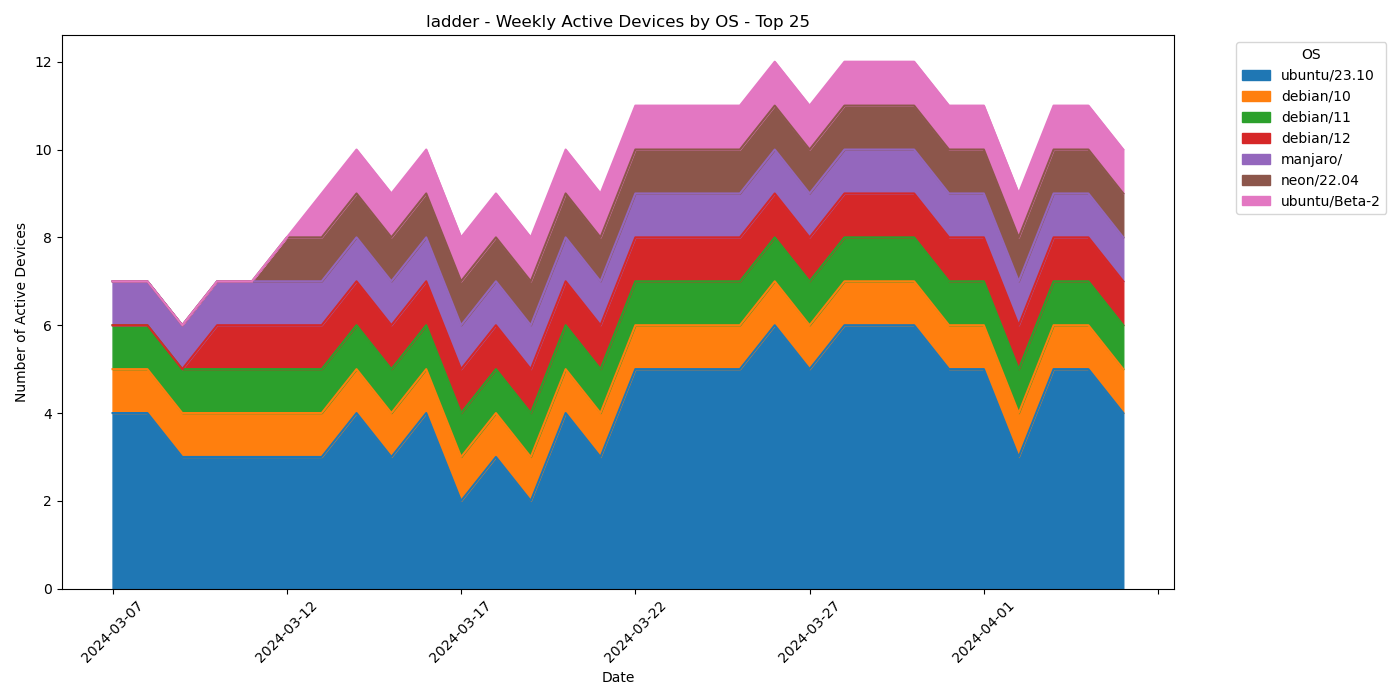 ladder - Weekly Active Devices by OS - Top 25
Number of Active Devices
12
10
8
6
4
2
0
2024-03-07
2024-03-12
2024-03-17
2024-03-22
2024-03-27
2024-04-01
Date
OS
ubuntu/23.10
debian/10
debian/11
debian/12
manjaro/
neon/22.04
ubuntu/Beta-2